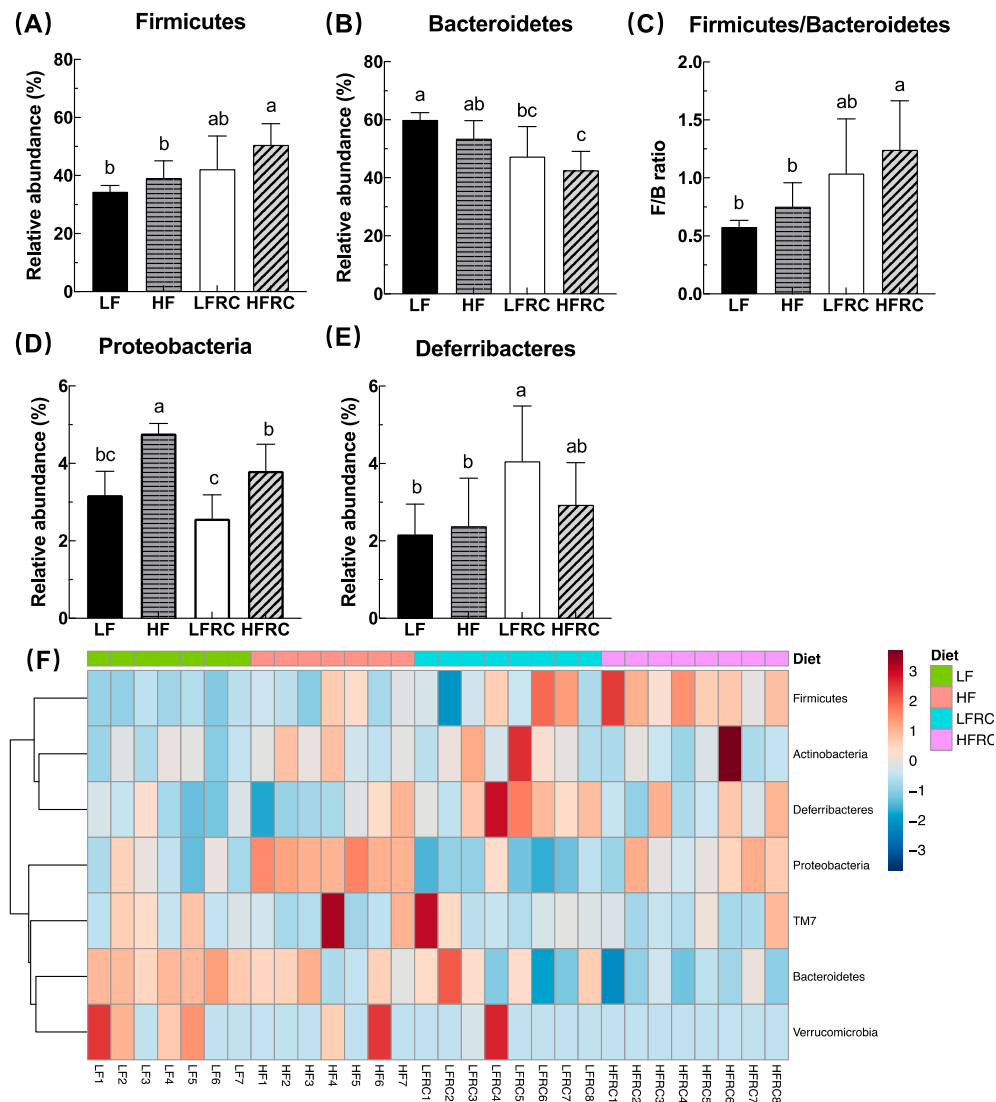 (A) Firmicutes
Relative abundance (%)
80
60
40
20
0
b b ab a
LF HF LFRC HFRC
(B) Bacteroidetes
Relative abundance (%)
80
60
40
20
0
a ab bc c
LF HF LFRC HFRC
(C) Firmicutes/Bacteroidetes
F/B ratio
2.0
1.5
1.0
0.5
0.0
b b ab a
LF HF LFRC HFRC
(D) Proteobacteria
Relative abundance (%)
6
4
2
0
bc a c b
LF HF LFRC HFRC
(E) Deferribacteres
Relative abundance (%)
6
4
2
0
b b a ab
LF HF LFRC HFRC
(F)
Diet
Firmicutes
Actinobacteria
Deferribacteres
Proteobacteria
TM7
Bacteroidetes
Verrucomicrobia
LF1 LF2 LF3 LF4 LF5 LF6 LF7 HF1 HF2 HF3 HF4 HF5 HF6 HF7 LFRC1 LFRC2 LFRC3 LFRC4 LFRC5 LFRC6 LFRC7 LFRC8 HFRC1 HFRC2 HFRC3 HFRC4 HFRC5 HFRC6 HFRC7 HFRC8
3
2
1
0
-1
-2
-3
Diet
LF
HF
LFRC
HFRC